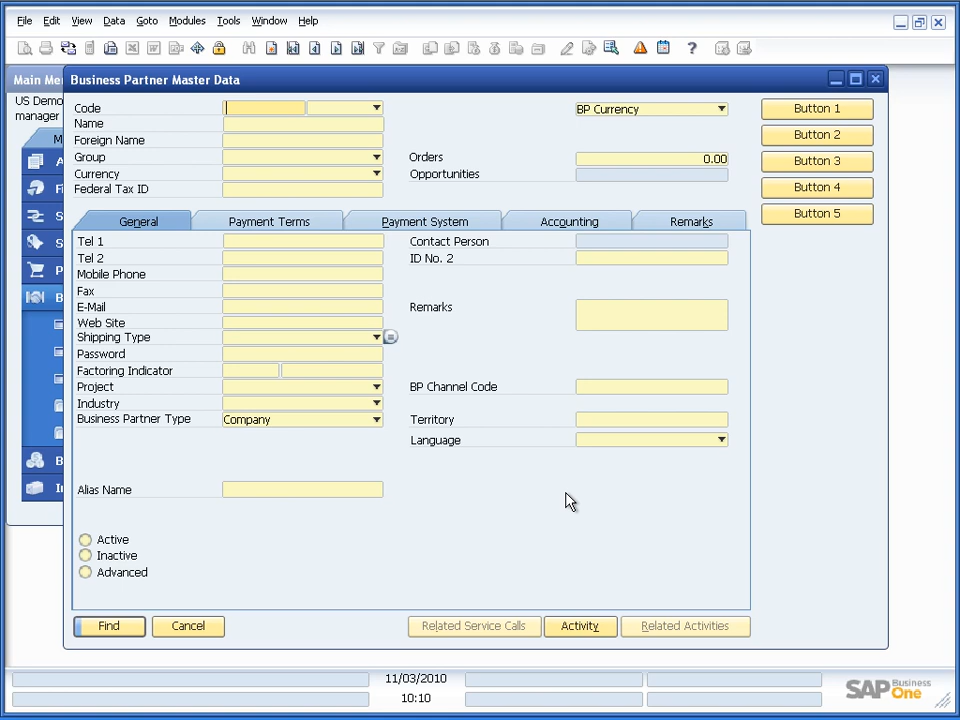 File Edit View Data Goto Modules Tools Window Help
Main Me
Business Partner Master Data
US Demo
manager
Code
BP Currency
Button 1
Name
Button 2
Foreign Name
Group
Orders 0.00
Button 3
Currency
Opportunities
Federal Tax ID
Button 4
Button 5
General Payment Terms Payment System Accounting Remarks
Tel 1
Contact Person
Tel 2
ID No. 2
Mobile Phone
Fax
E-Mail
Remarks
Web Site
Shipping Type
Password
Factoring Indicator
Project
BP Channel Code
Industry
Business Partner Type Company
Territory
Language
Alias Name
Active
Inactive
Advanced
Find Cancel Related Service Calls Activity Related Activities
11/03/2010
10:10
SAP Business One